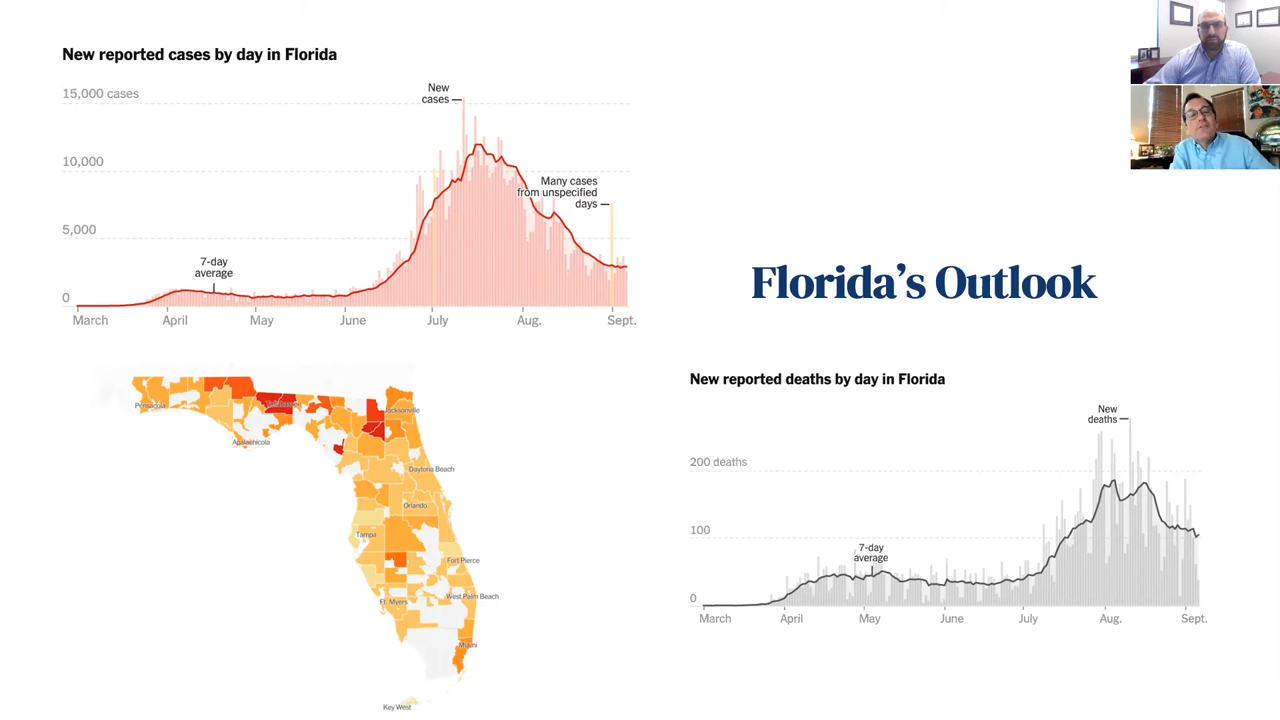 New reported cases by day in Florida
15,000 cases
New
cases
10,000
Many cases
from unspecified
days
5,000
7-day
average
0
March April May June July Aug. Sept.
Florida's Outlook
Pensacola
Tallahassee
Jacksonville
Apalachicola
Daytona Beach
Orlando
Tampa
Fort Pierce
West Palm Beach
Ft. Myers
Miami
Key West
New reported deaths by day in Florida
New
deaths
200 deaths
100
7-day
average
0
March April May June July Aug. Sept.